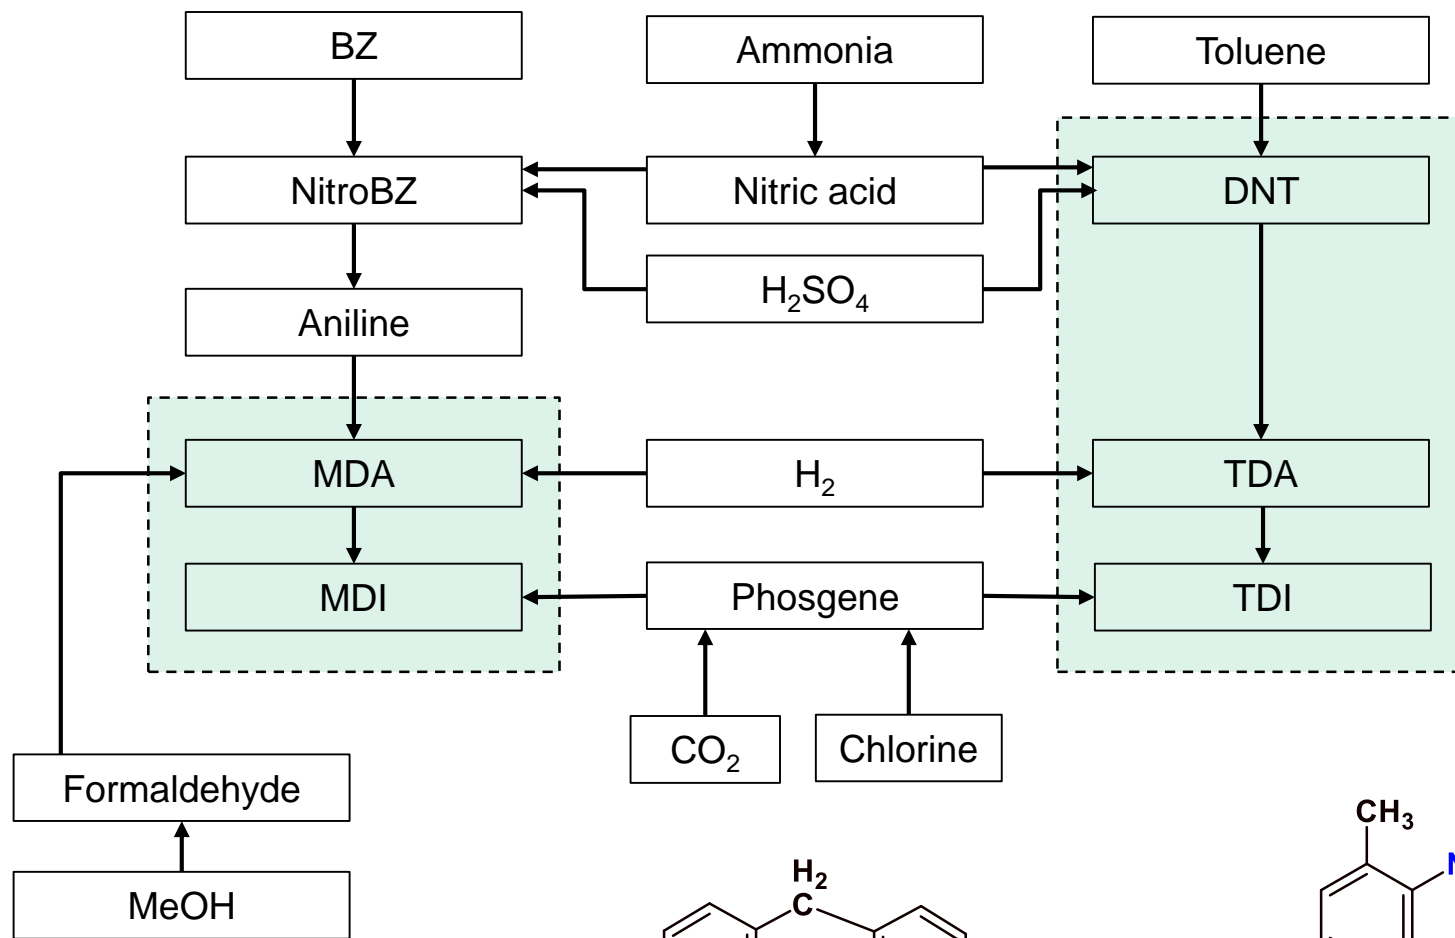 BZ
Ammonia
Toluene
NitroBZ
Nitric acid
DNT
H₂SO₄
Aniline
MDA
H₂
TDA
MDI
Phosgene
TDI
CO₂
Chlorine
Formaldehyde
MeOH
H₂
C
CH₃
N